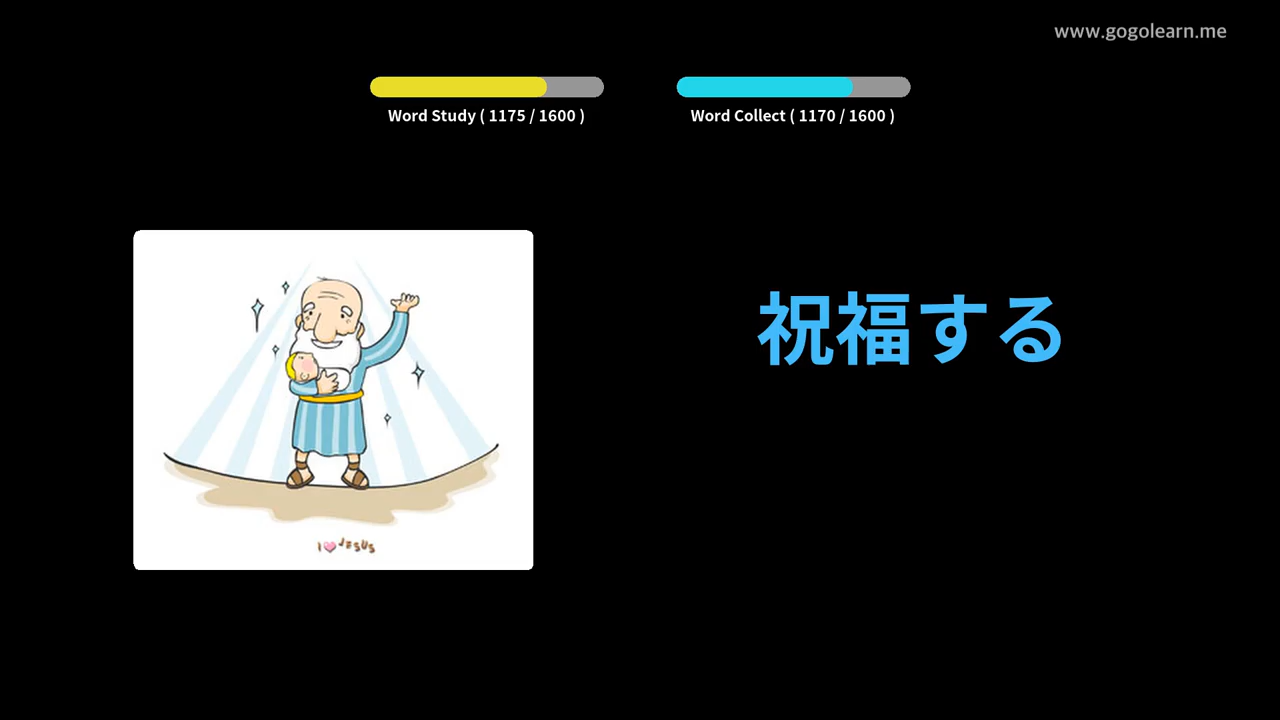 www.gogolearn.me
Word Study ( 1175 / 1600 )
Word Collect ( 1170 / 1600 )
祝福する
I JESUS